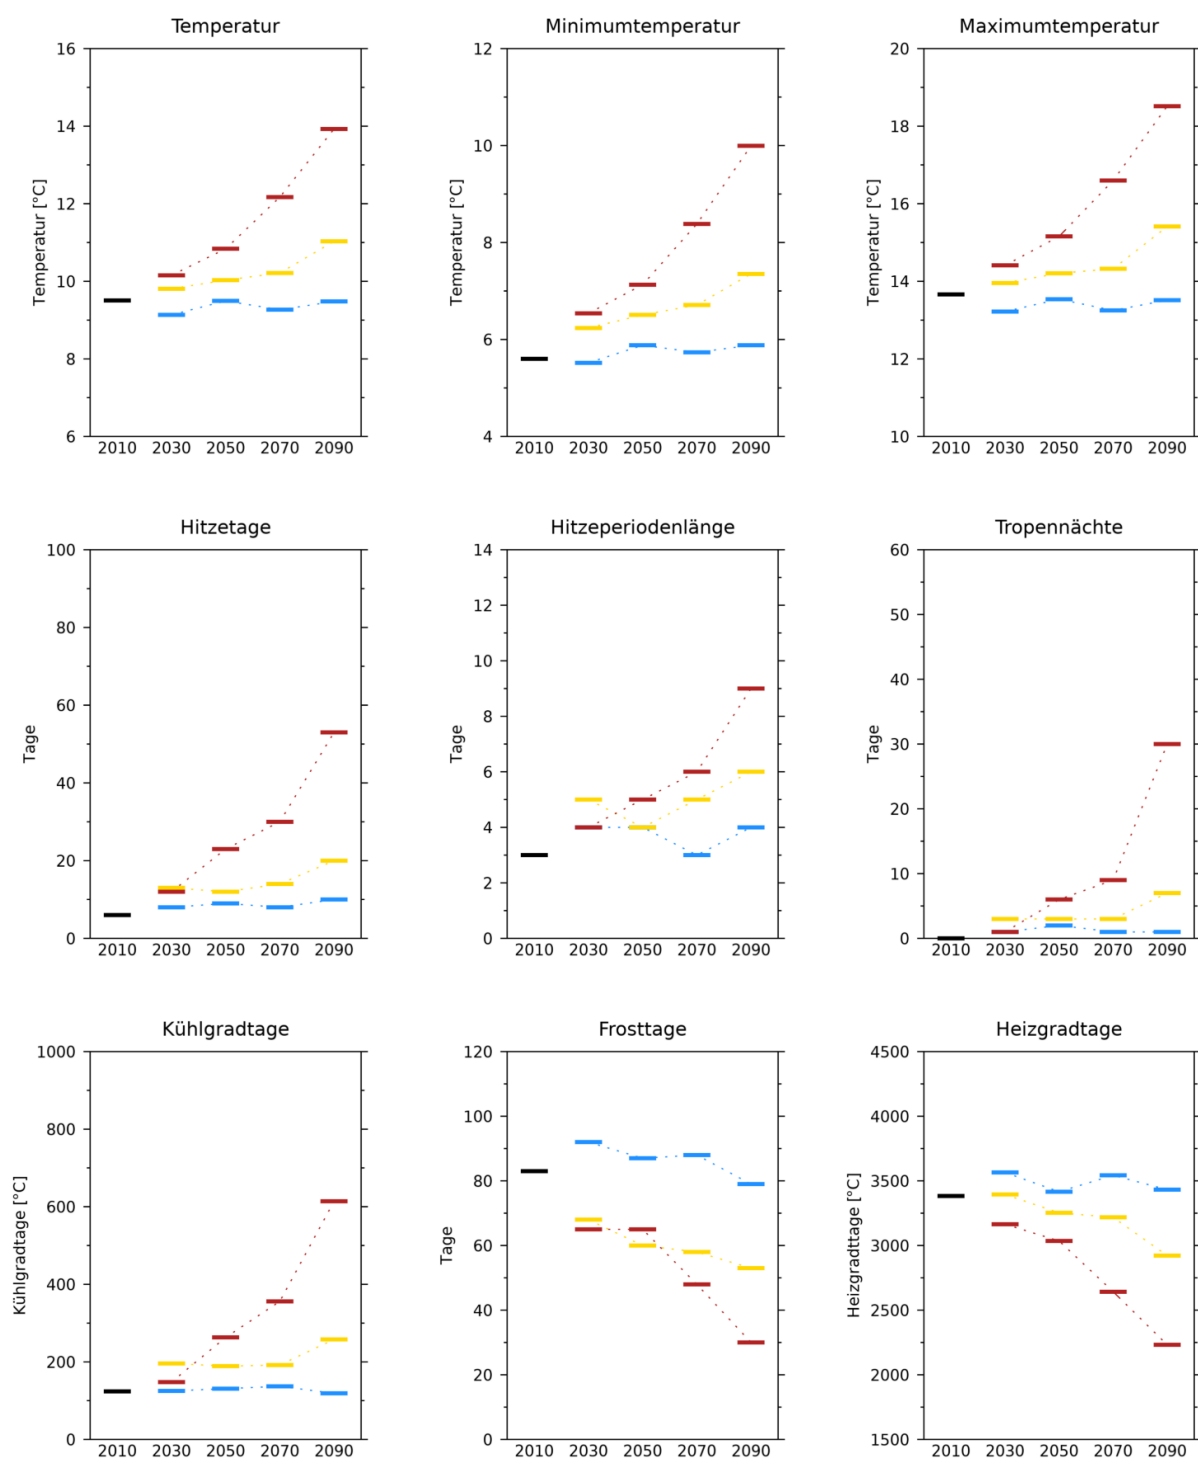 Temperatur
Minimumtemperatur
Maximumtemperatur
16
14
12
10
8
6
Temperatur [°C]
2010 2030 2050 2070 2090
12
10
8
6
4
Temperatur [°C]
2010 2030 2050 2070 2090
20
18
16
14
12
10
Temperatur [°C]
2010 2030 2050 2070 2090
Hitzetage
Hitzeperiodenlänge
Tropennächte
100
80
60
40
20
0
Tage
2010 2030 2050 2070 2090
14
12
10
8
6
4
2
0
Tage
2010 2030 2050 2070 2090
60
50
40
30
20
10
0
Tage
2010 2030 2050 2070 2090
Kühlgradtage
Frosttage
Heizgradtage
1000
800
600
400
200
0
Kühlgradtage [°C]
2010 2030 2050 2070 2090
120
100
80
60
40
20
0
Tage
2010 2030 2050 2070 2090
4500
4000
3500
3000
2500
2000
1500
Heizgradttage [°C]
2010 2030 2050 2070 2090